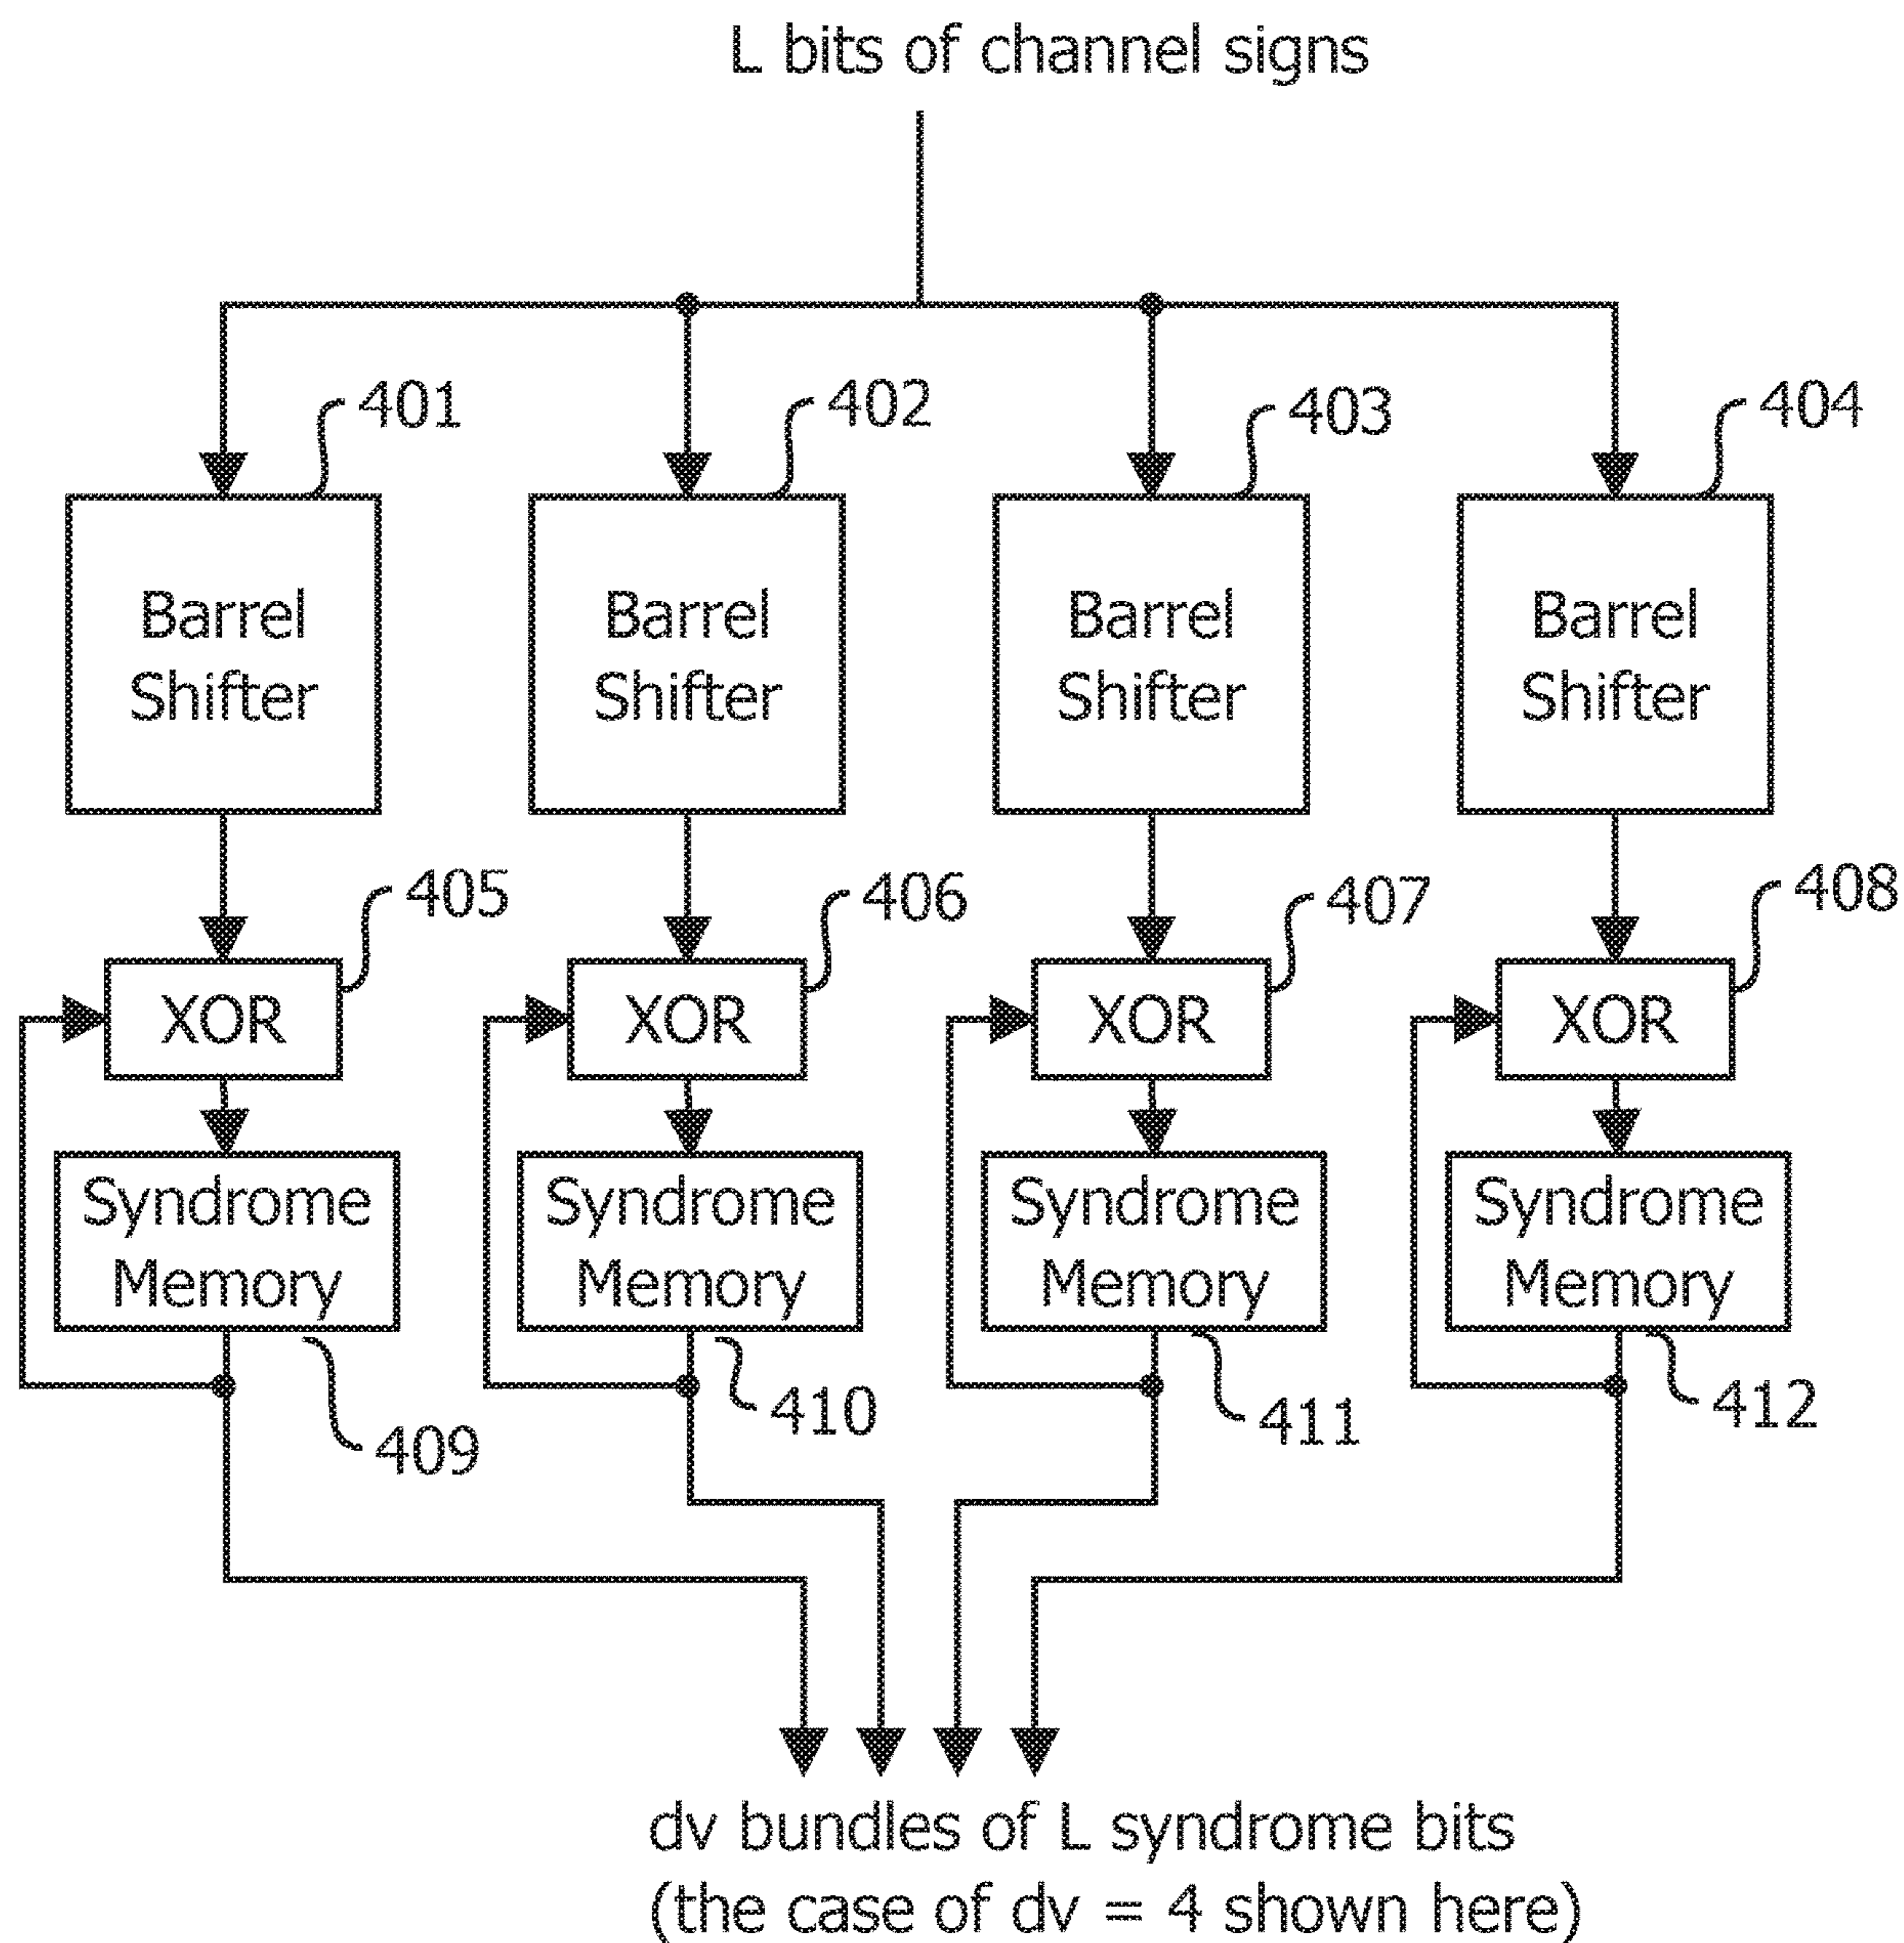 L bits of channel signs
401
402
403
404
Barrel
Shifter
Barrel
Shifter
Barrel
Shifter
Barrel
Shifter
405
406
407
408
XOR
XOR
XOR
XOR
Syndrome
Memory
Syndrome
Memory
Syndrome
Memory
Syndrome
Memory
409
410
411
412
dv bundles of L syndrome bits
(the case of dv = 4 shown here)